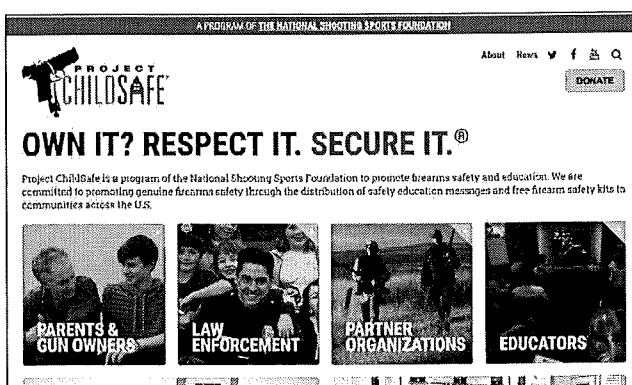 A PROGRAM OF THE NATIONAL SHOOTING SPORTS FOUNDATION
About News
PROJECT
CHILDSAFE
DONATE
OWN IT? RESPECT IT. SECURE IT.®
Project ChildSafe is a program of the National Shooting Sports Foundation to promote firearms safety and education. We are
committed to promoting genuine firearms safety through the distribution of safety education messages and free firearm safety kits to
communities across the U.S.
PARENTS &
GUN OWNERS
LAW
ENFORCEMENT
PARTNER
ORGANIZATIONS
EDUCATORS